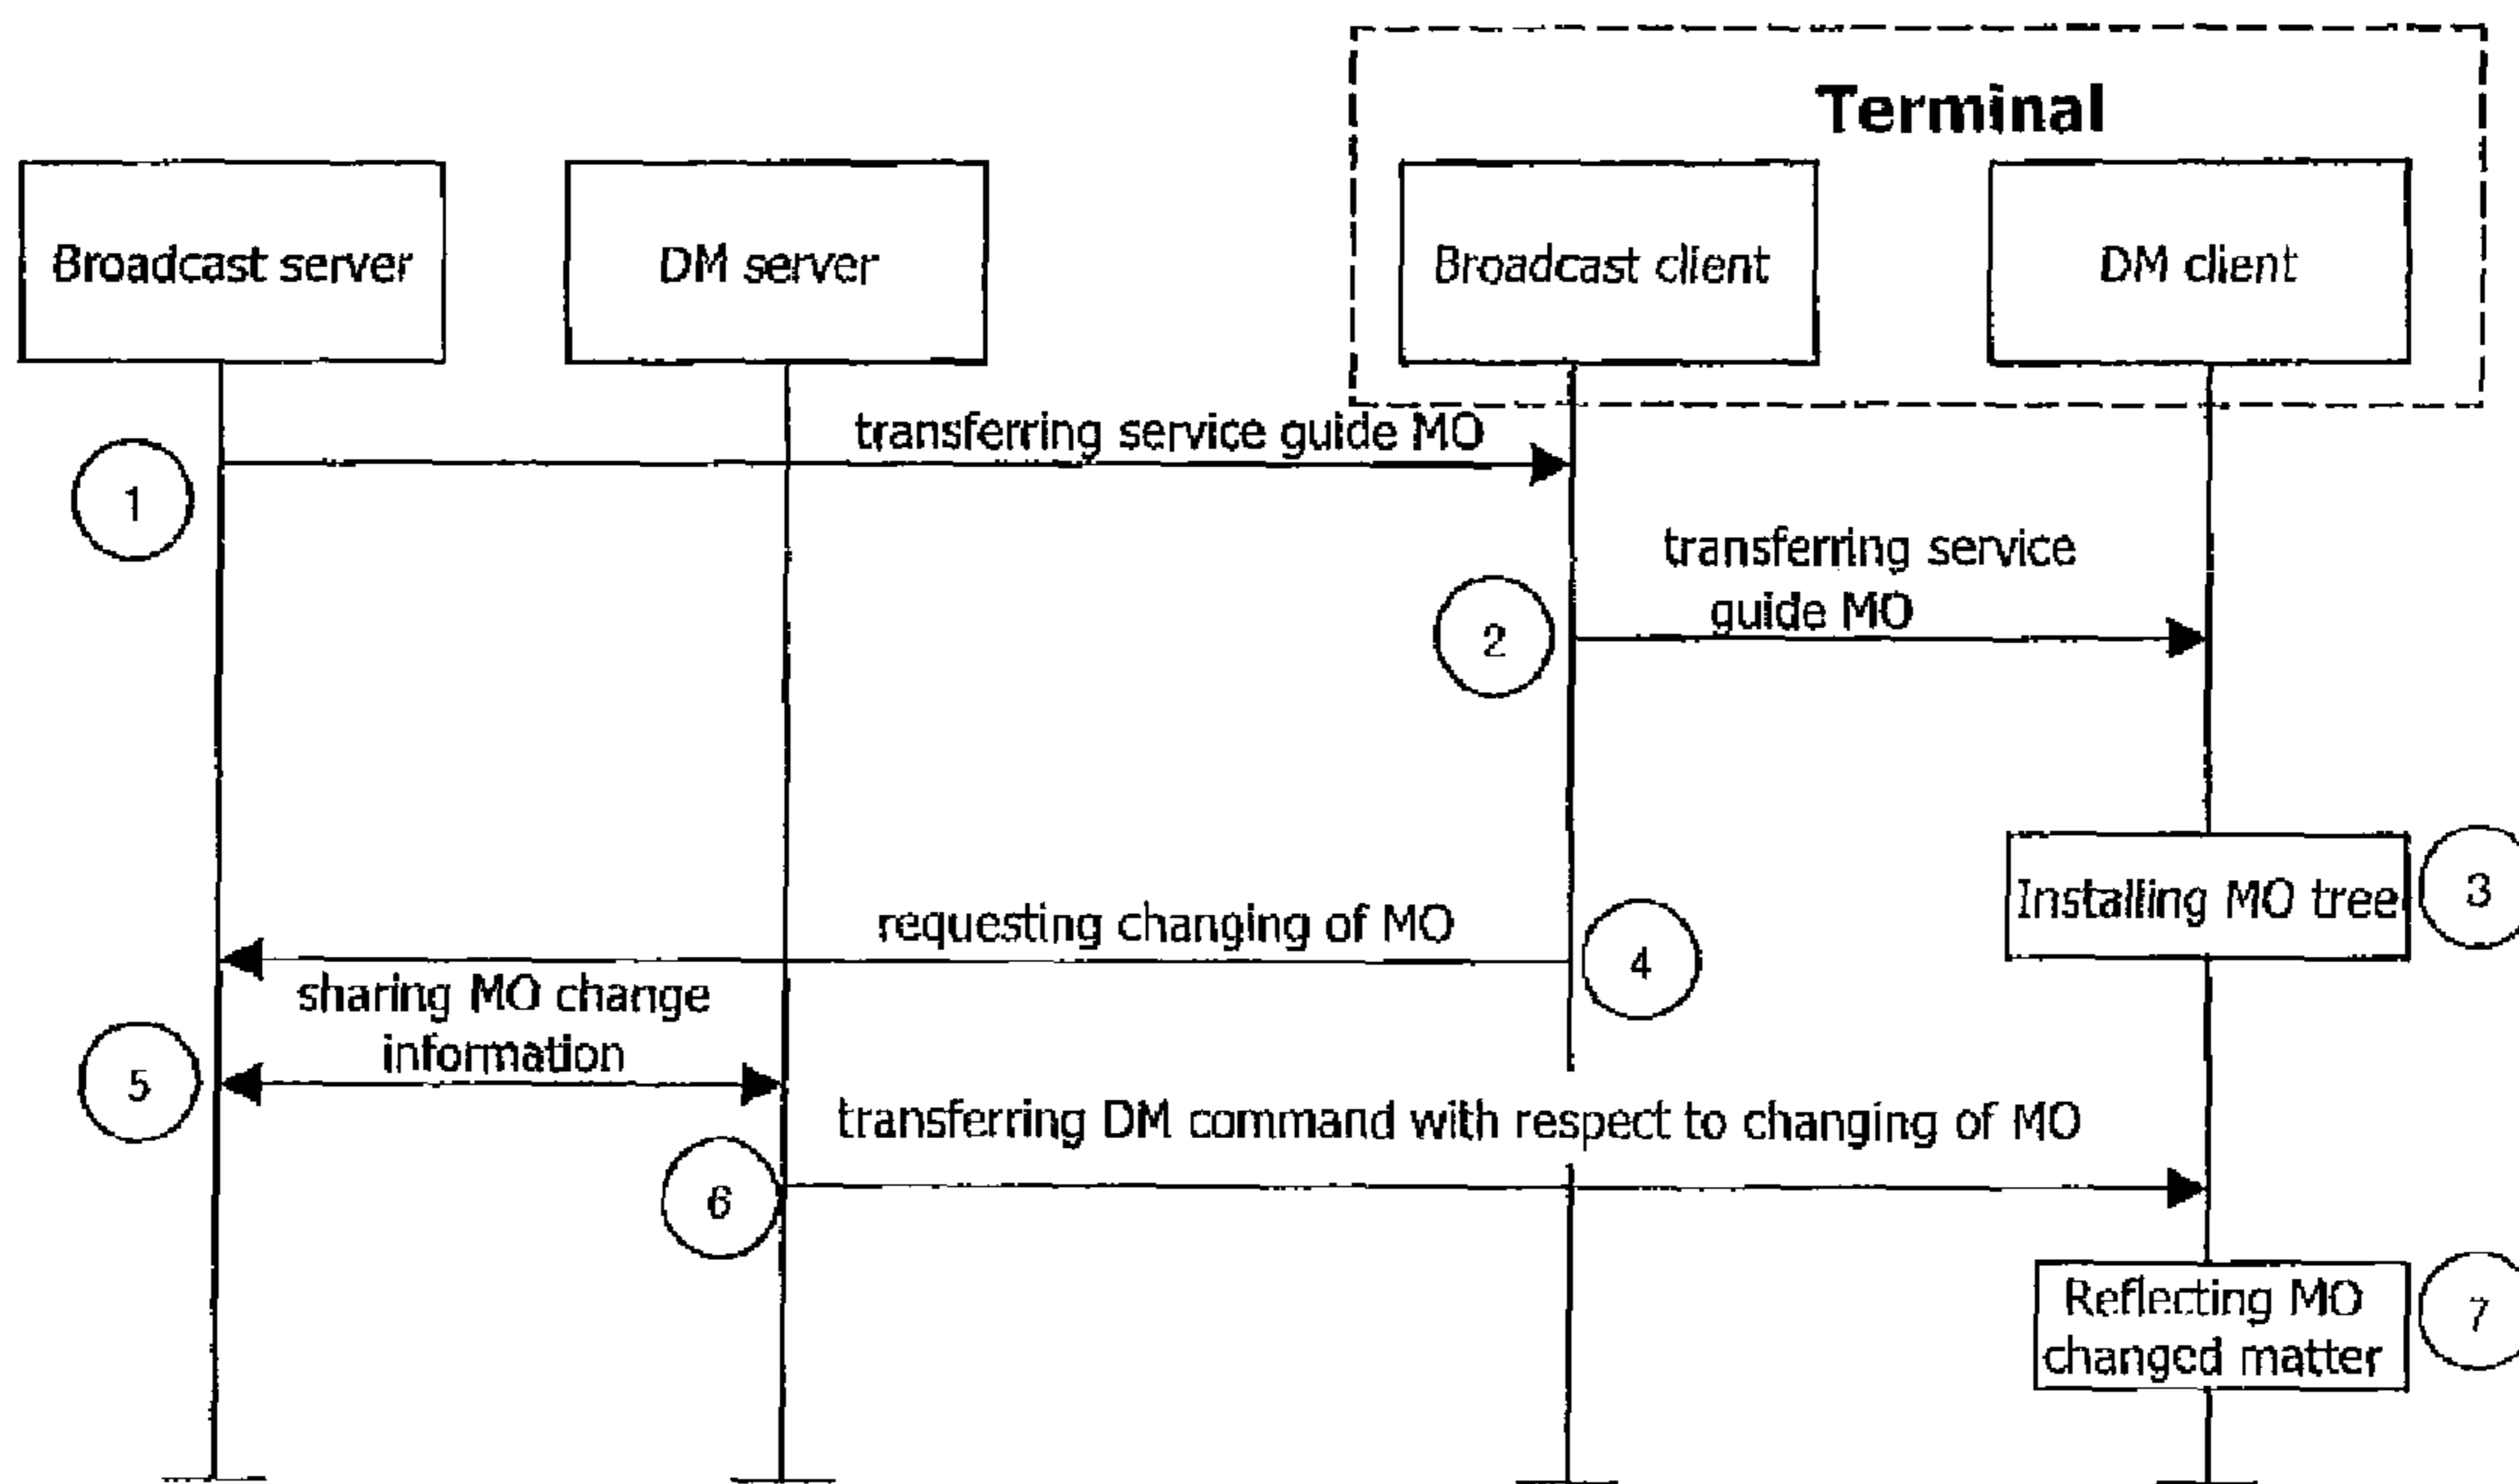 Terminal
Broadcast server
DM server
Broadcast client
DM client
transferring service guide MO
1
transferring service
guide MO
2
Installing MO tree
3
requesting changing of MO
4
sharing MO change
information
5
transferring DM command with respect to changing of MO
6
Reflecting MO
changed matter
7